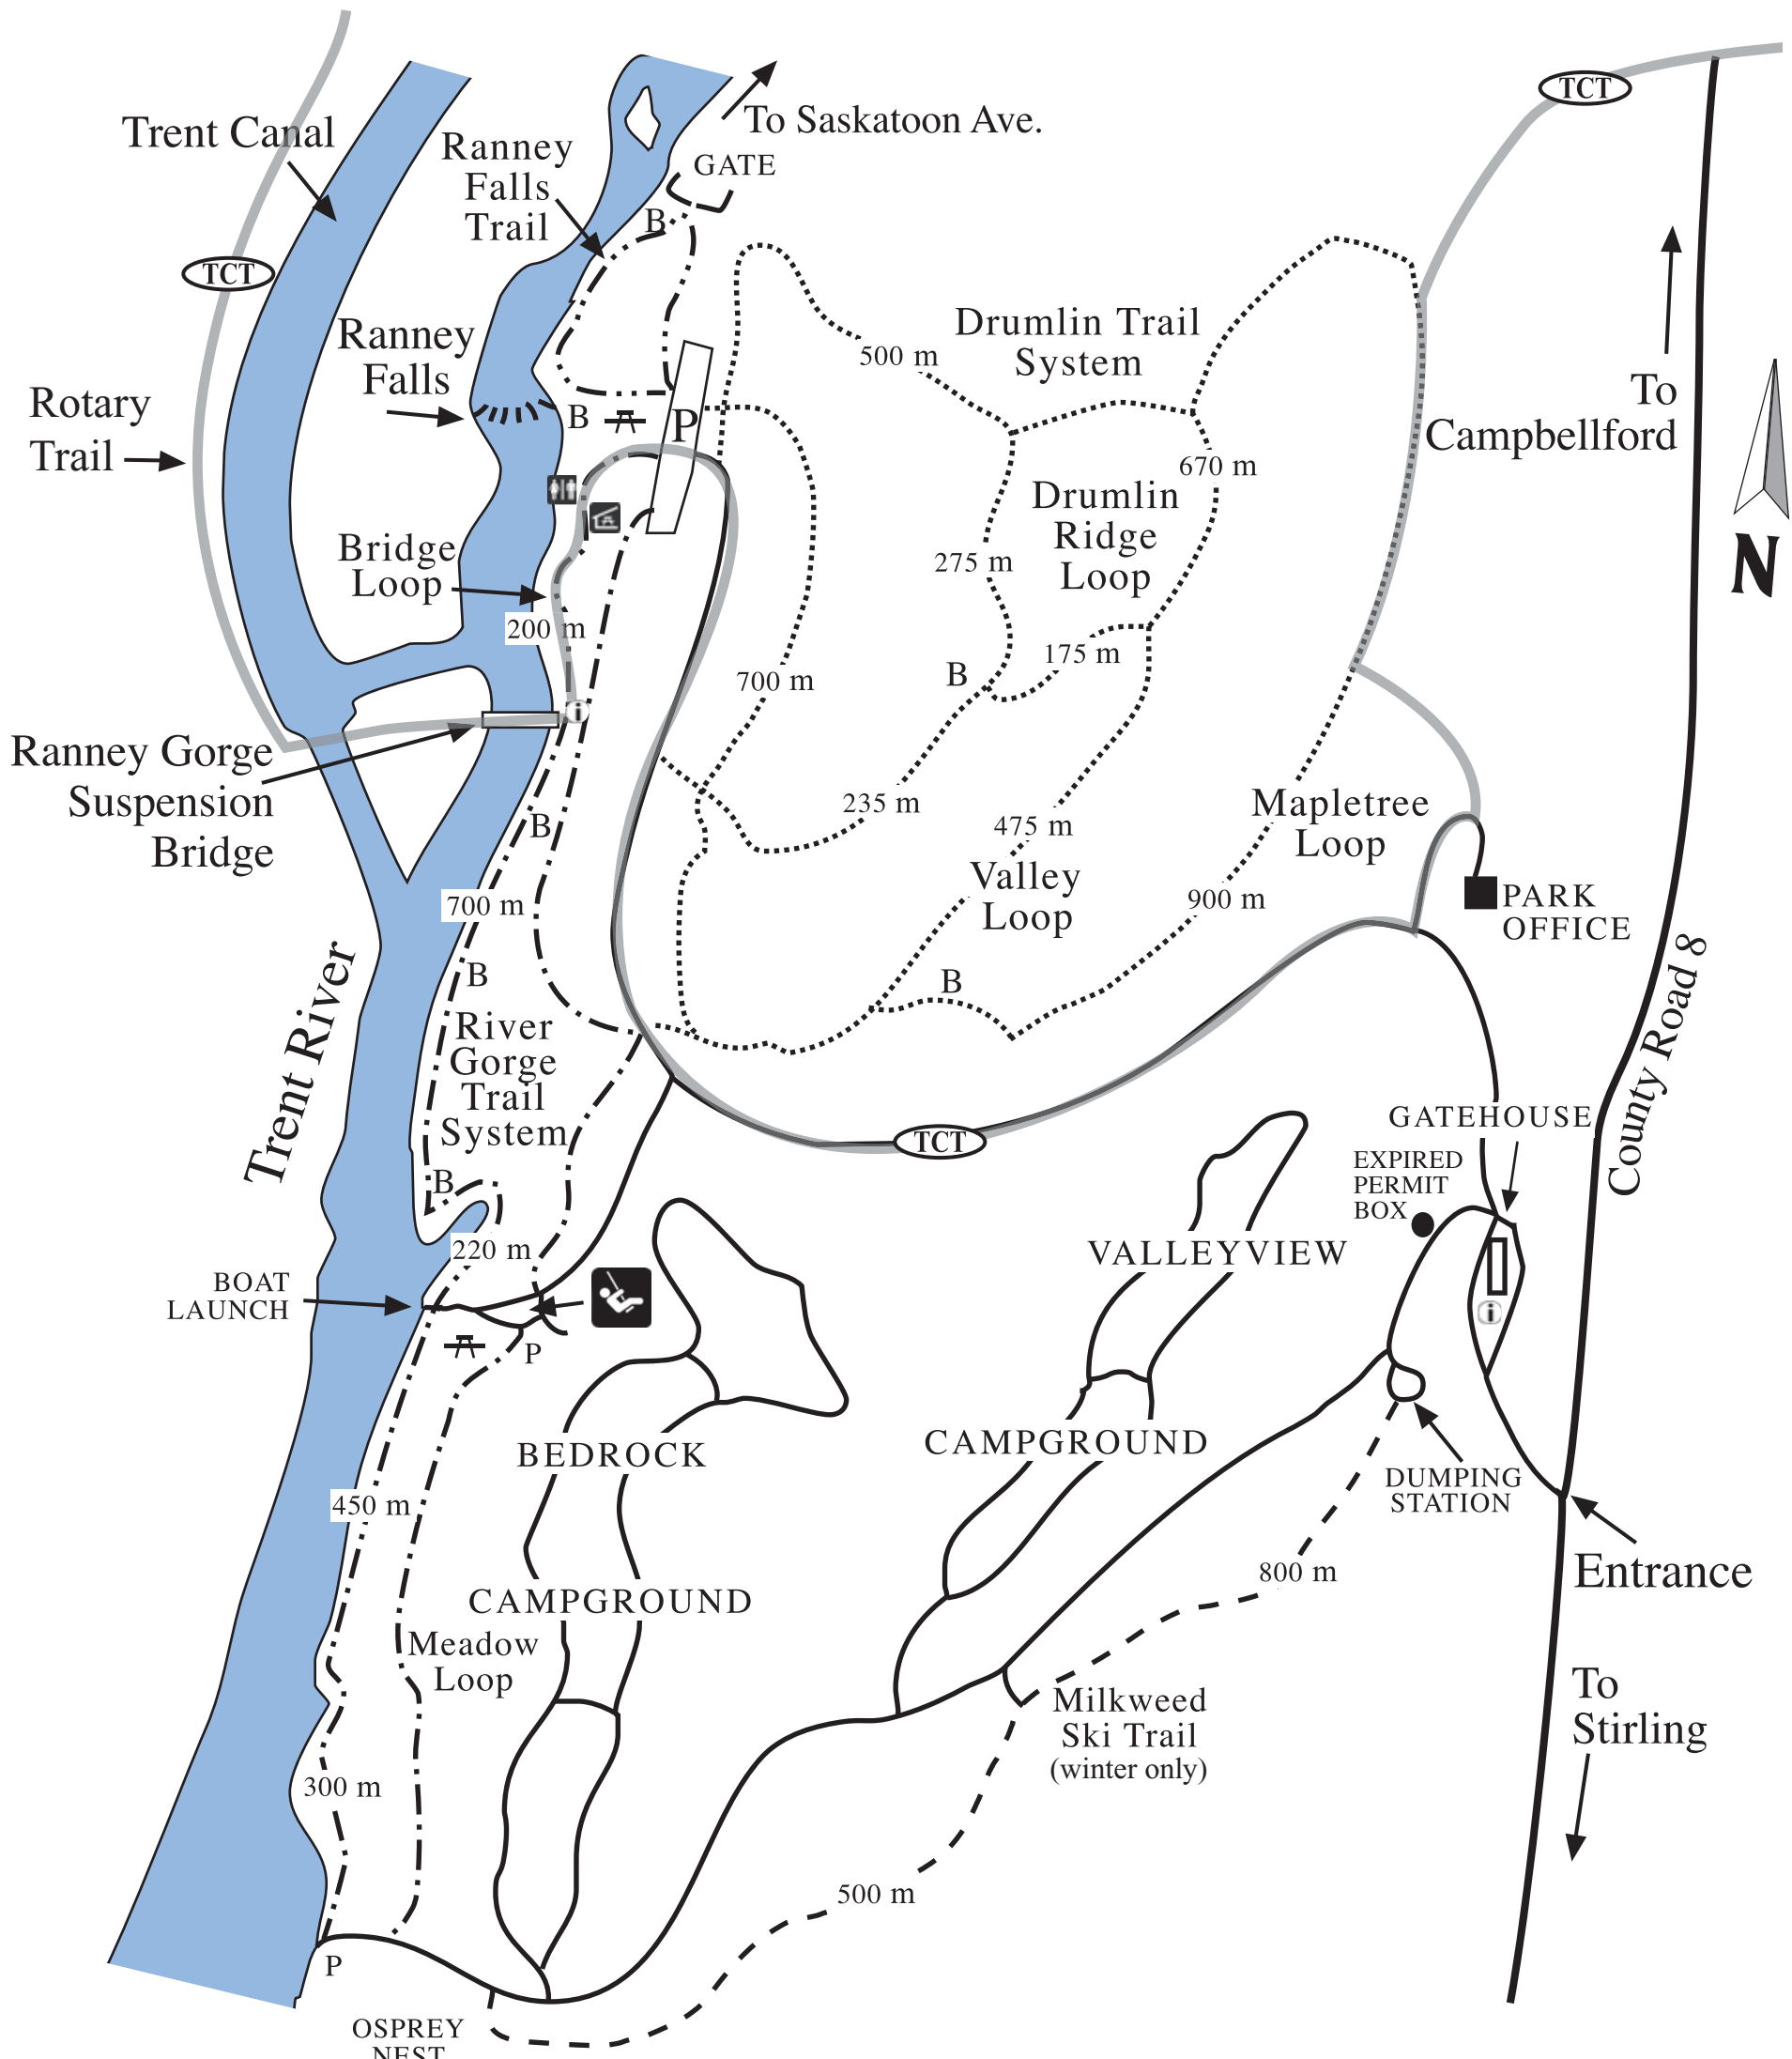 TCT
Trent Canal
To Saskatoon Ave.
Ranney
Falls
Trail
GATE
B
TCT
Drumlin Trail
System
Ranney
Falls
500 m
Rotary
Trail
To
Campbellford
B
P
670 m
Drumlin
Ridge
Loop
N
Bridge
Loop
275 m
200 m
175 m
B
700 m
Ranney Gorge
Suspension
Bridge
i
235 m
475 m
Mapletree
Loop
B
700 m
Valley
Loop
900 m
PARK
OFFICE
B
B
County Road 8
Trent River
River
Gorge
Trail
System
TCT
GATEHOUSE
EXPIRED
PERMIT
BOX
B
220 m
VALLEYVIEW
BOAT
LAUNCH
i
P
BEDROCK
CAMPGROUND
DUMPING
STATION
450 m
Entrance
800 m
CAMPGROUND
Meadow
Loop
Milkweed
Ski Trail
(winter only)
To
Stirling
300 m
500 m
P
OSPREY
NEST